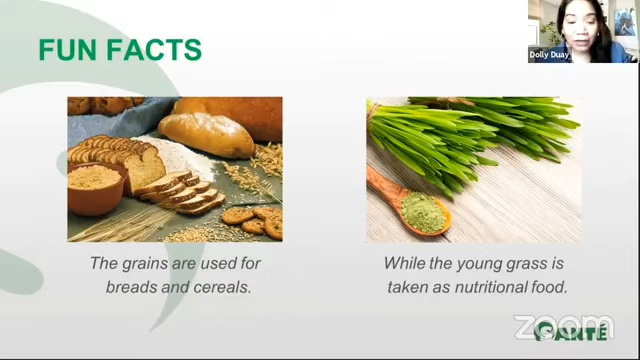 FUN FACTS
Dolly Duay
The grains are used for
breads and cereals.
While the young grass is
taken as nutritional food.
zoom
SANTÉ